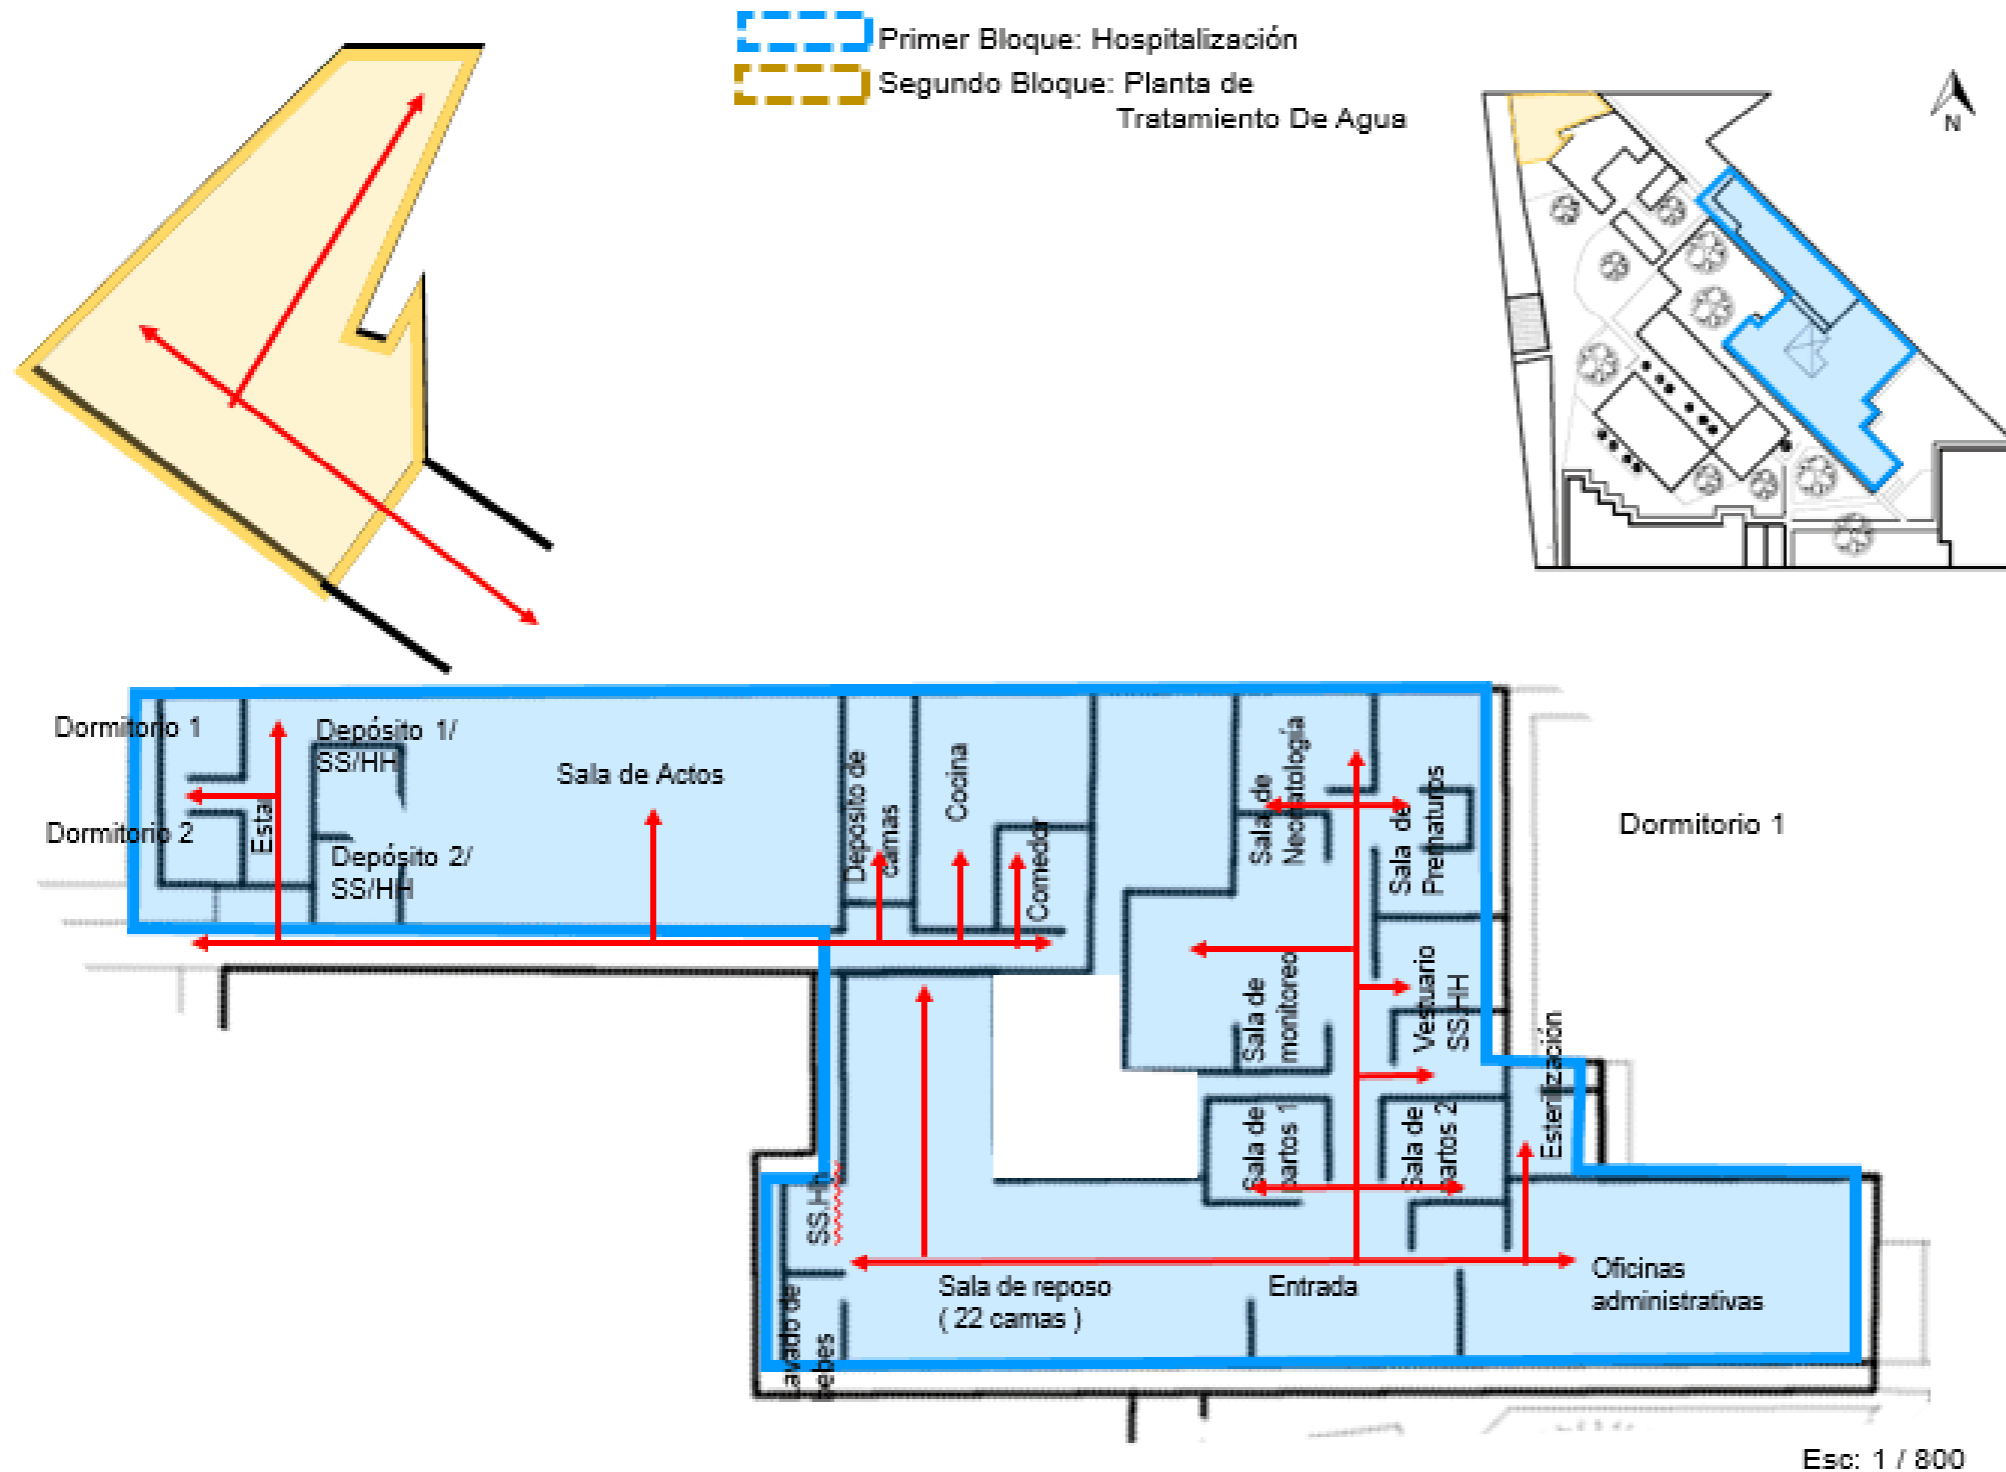 Primer Bloque: Hospitalización
Segundo Bloque: Planta de
Tratamiento De Agua
N
Dormitorio 1
Depósito 1/
SS/HH
Sala de Actos
Dormitorio 2
Estar
Depósito 2/
SS/HH
Deposito de
camas
Cocina
Comedor
Sala de
Neonatología
Sala de
Prematuros
Dormitorio 1
Sala de
monitoreo
Vestuario
SS.HH
Esterilización
Sala de
partos 1
Sala de
partos 2
SS.HH
Lavado de
bebes
Sala de reposo
( 22 camas )
Entrada
Oficinas
administrativas
Esc: 1 / 800